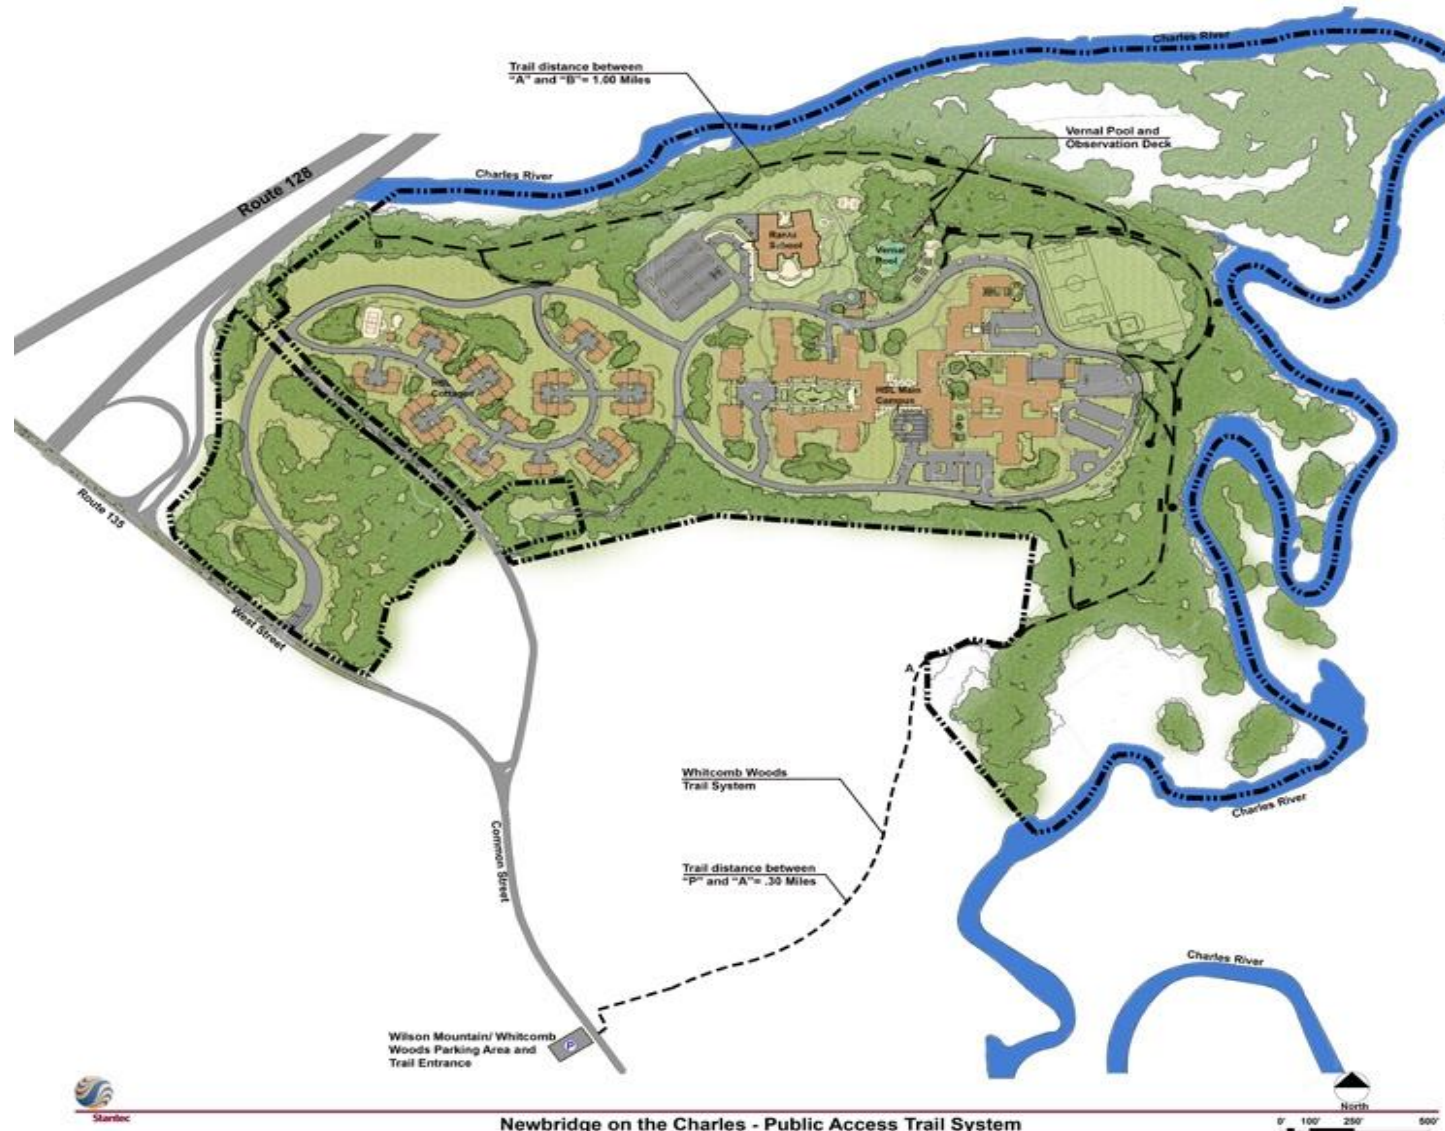 Charles River
Trail distance between
"A" and "B"= 1.00 Miles
Vernal Pool and
Observation Deck
Charles River
Route 128
B
School
Vernal
Pool
HSL Main
Campus
Cottages
Route 135
West Street
A
Whitcomb Woods
Trail System
Charles River
Common Street
Trail distance between
"P" and "A"= .30 Miles
Charles River
Wilson Mountain/ Whitcomb
Woods Parking Area and
Trail Entrance
P
Stantec
North
Newbridge on the Charles - Public Access Trail System
0' 100' 250' 500'